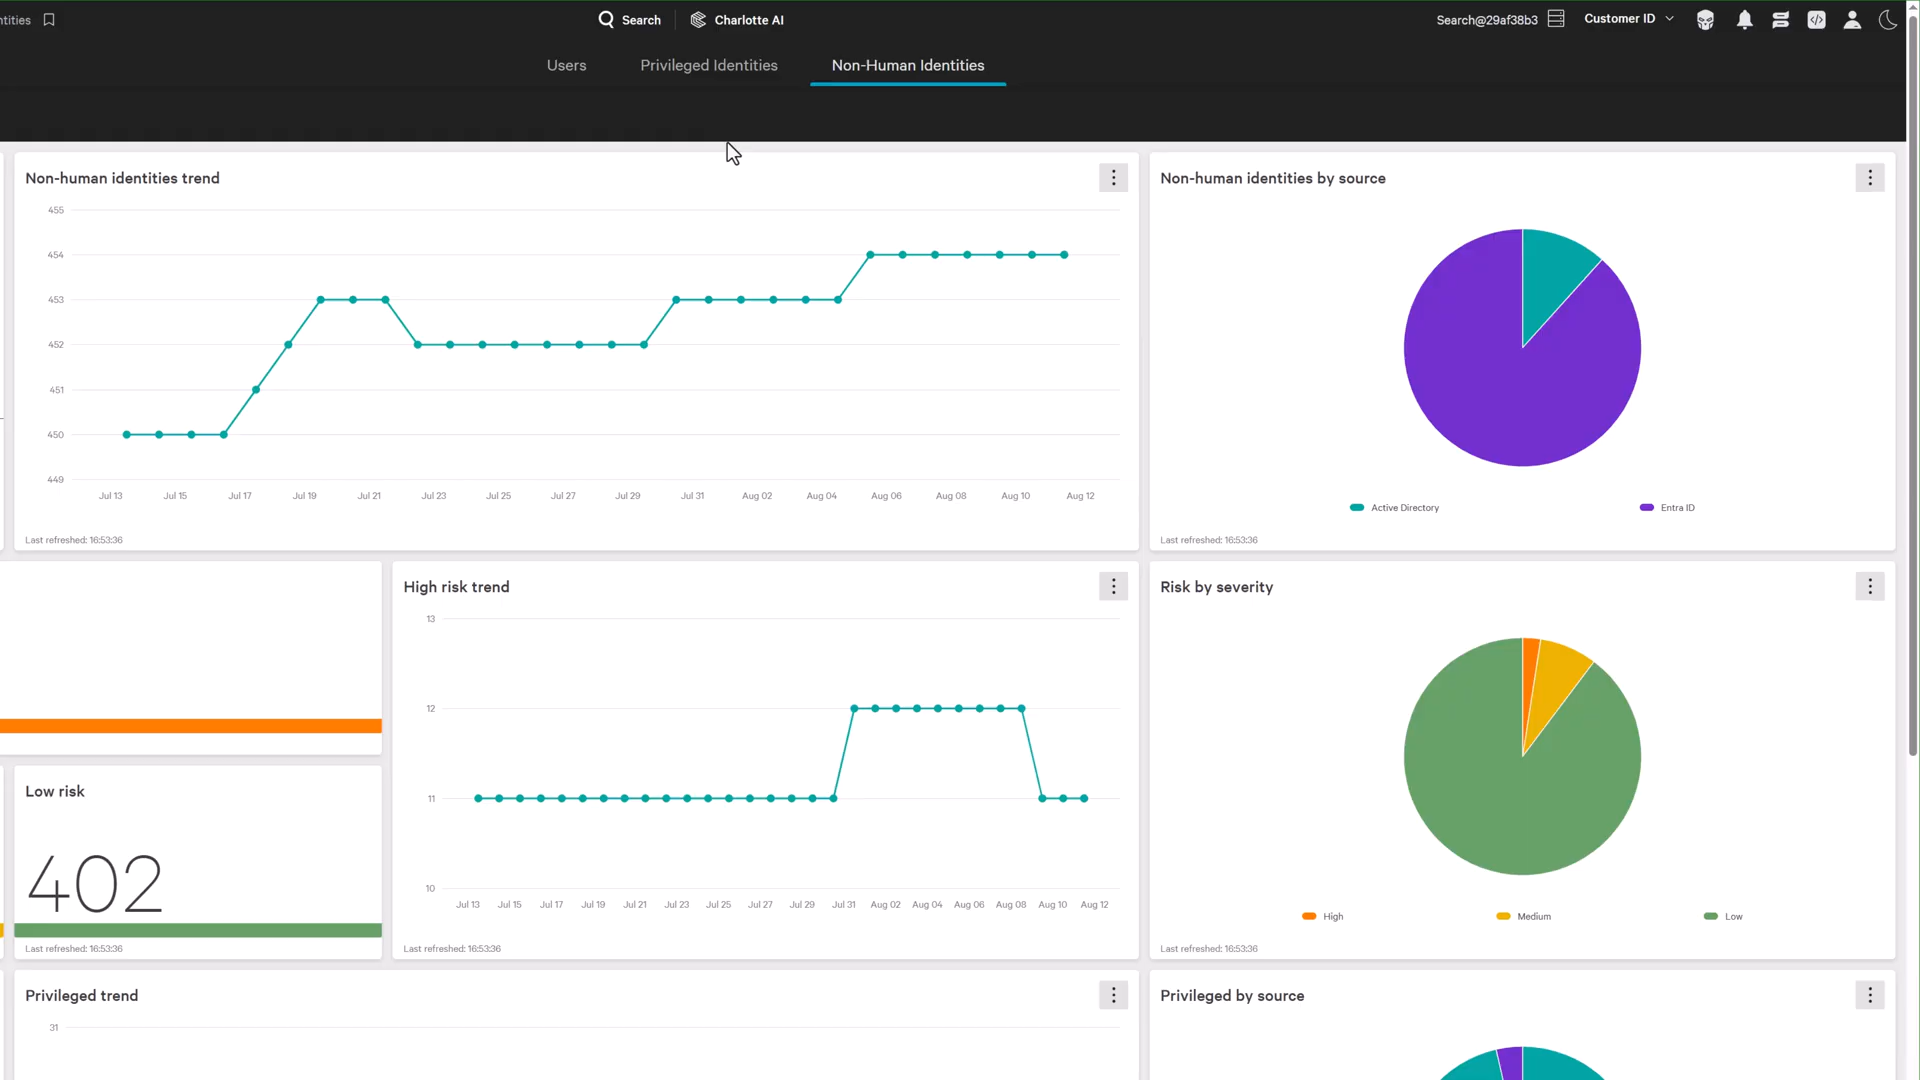 ntities
Search
Charlotte AI
Search@29af38b3
Customer ID
Users
Privileged Identities
Non-Human Identities
Non-human identities trend
455
454
453
452
451
450
449
Jul 13 Jul 15 Jul 17 Jul 19 Jul 21 Jul 23 Jul 25 Jul 27 Jul 29 Jul 31 Aug 02 Aug 04 Aug 06 Aug 08 Aug 10 Aug 12
Last refreshed: 16:53:36
Non-human identities by source
Active Directory
Entra ID
Last refreshed: 16:53:36
Low risk
402
Last refreshed: 16:53:36
High risk trend
13
12
11
10
Jul 13 Jul 15 Jul 17 Jul 19 Jul 21 Jul 23 Jul 25 Jul 27 Jul 29 Jul 31 Aug 02 Aug 04 Aug 06 Aug 08 Aug 10 Aug 12
Last refreshed: 16:53:36
Risk by severity
High
Medium
Low
Last refreshed: 16:53:36
Privileged trend
31
Privileged by source